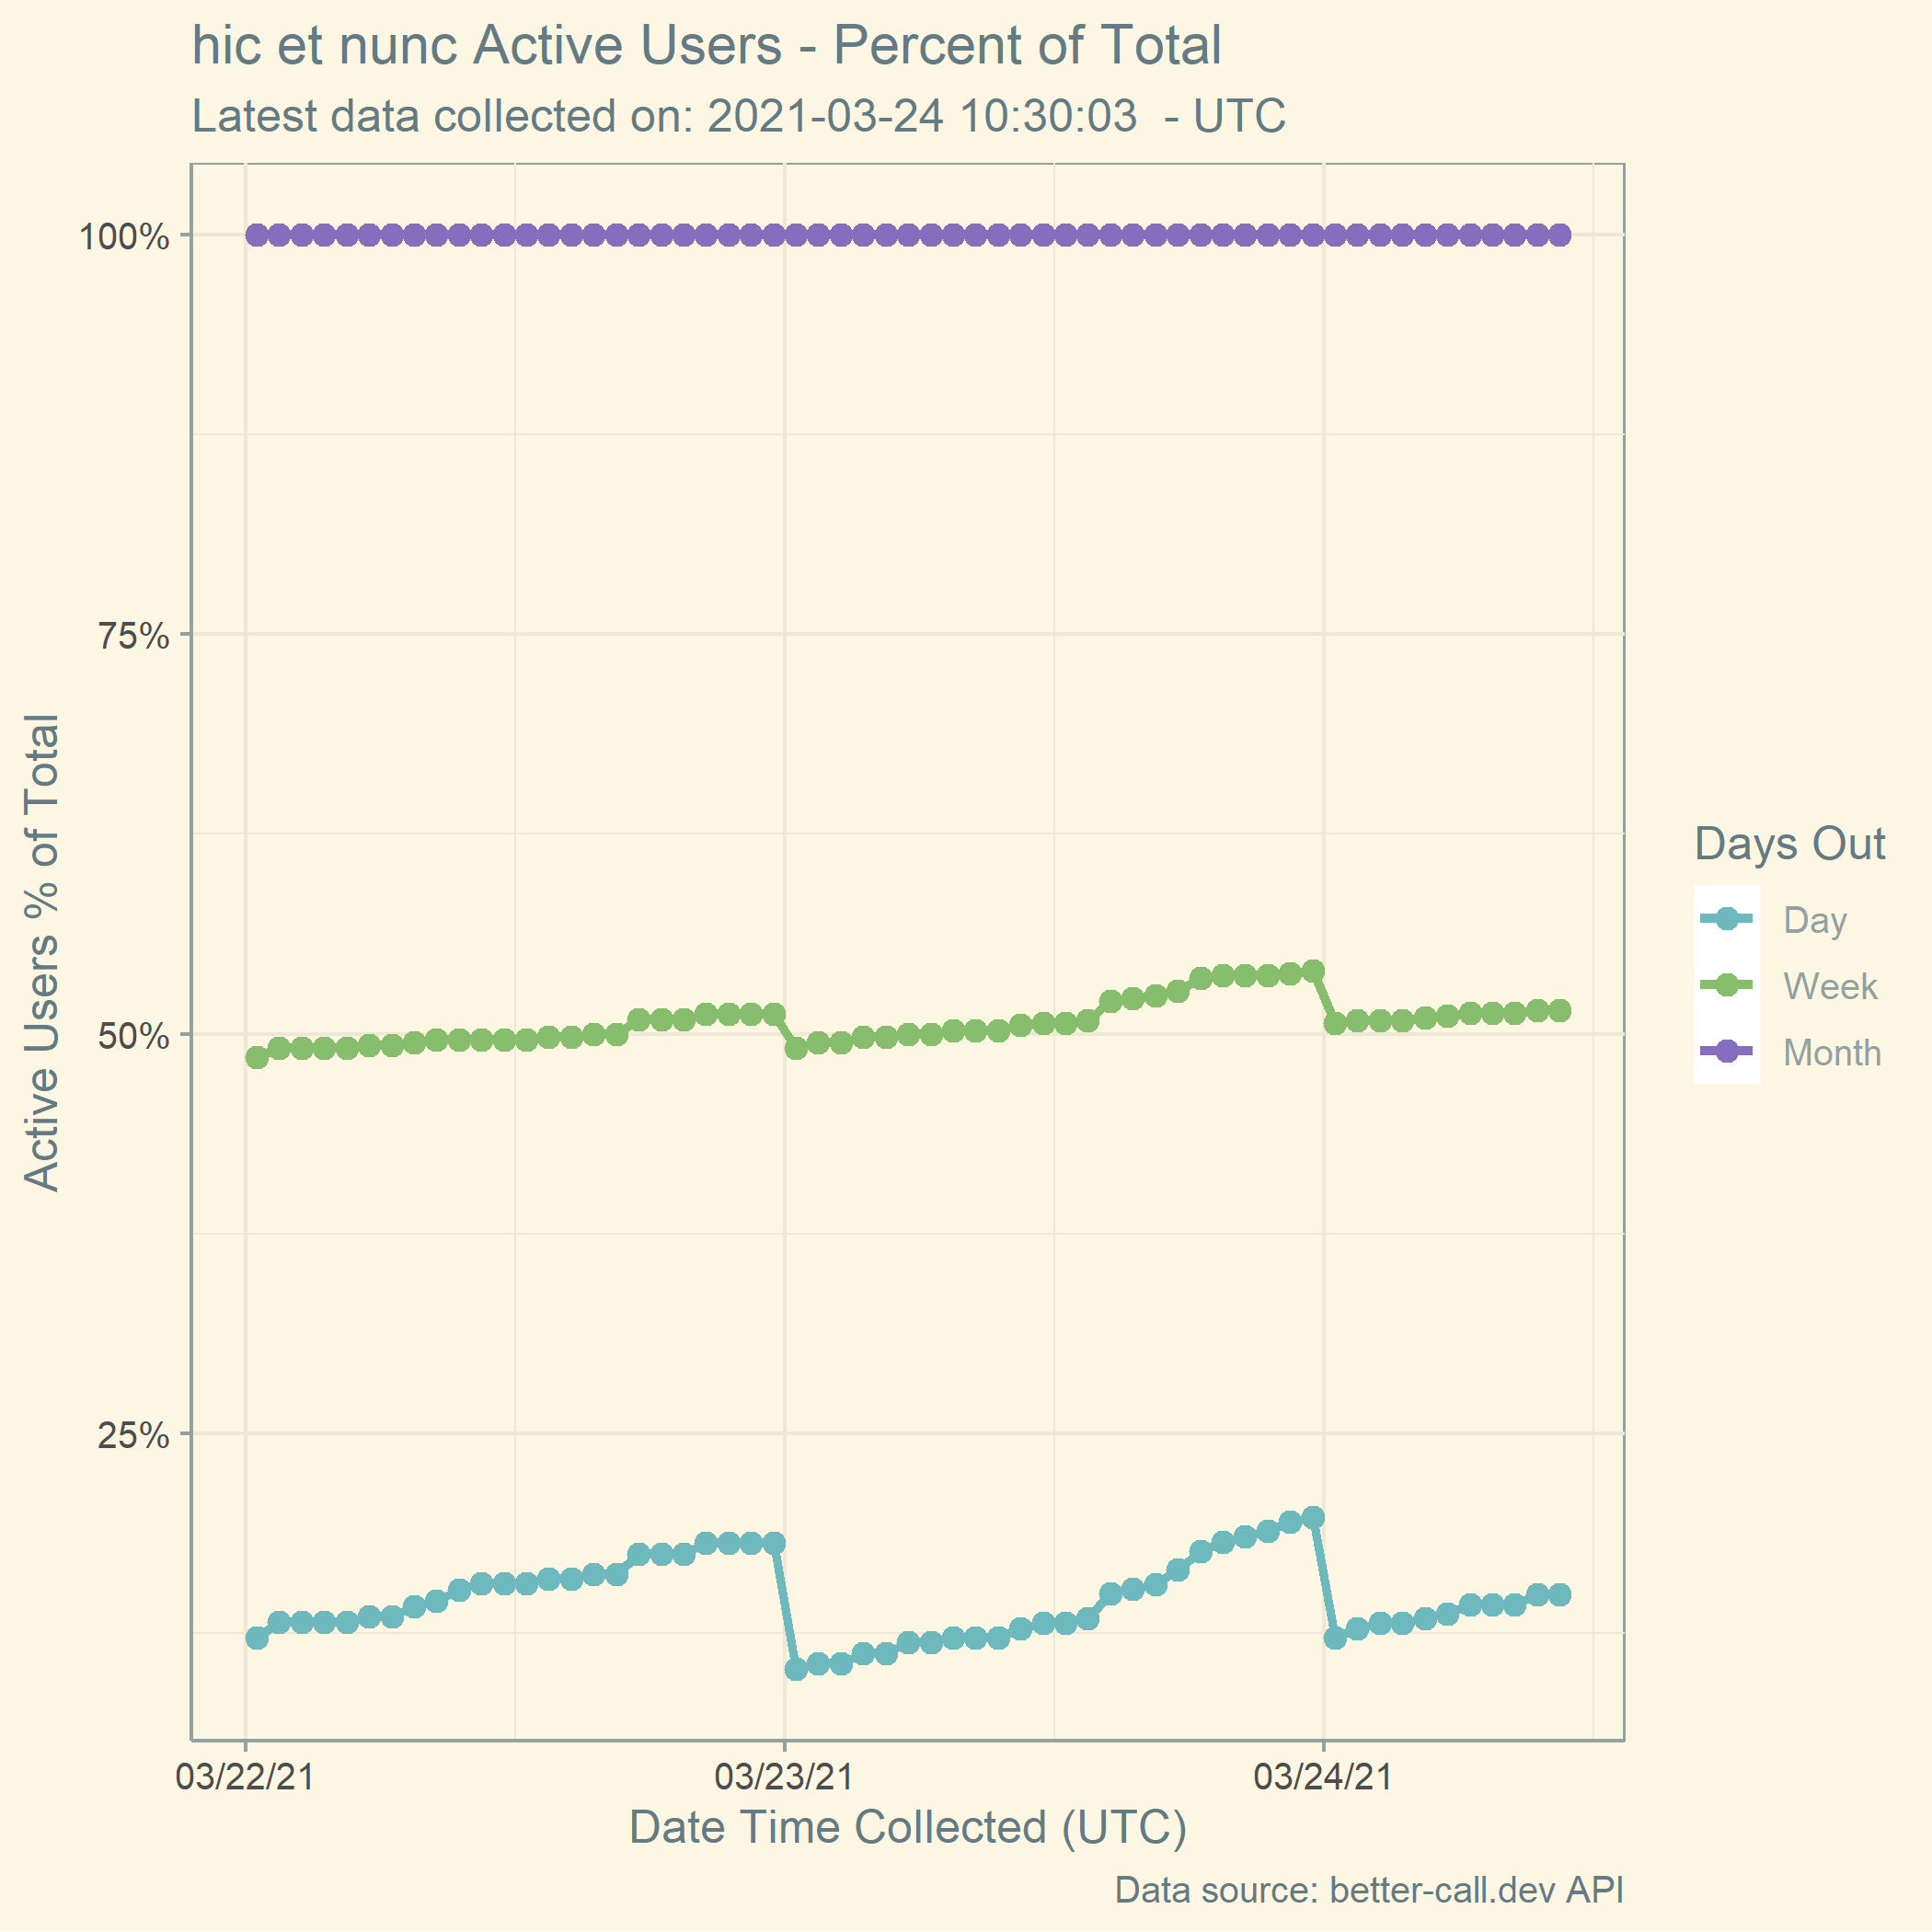 hic et nunc Active Users - Percent of Total
Latest data collected on: 2021-03-24 10:30:03  - UTC
100%
75%
50%
25%
Active Users % of Total
03/22/21
03/23/21
03/24/21
Date Time Collected (UTC)
Days Out
Day
Week
Month
Data source: better-call.dev API